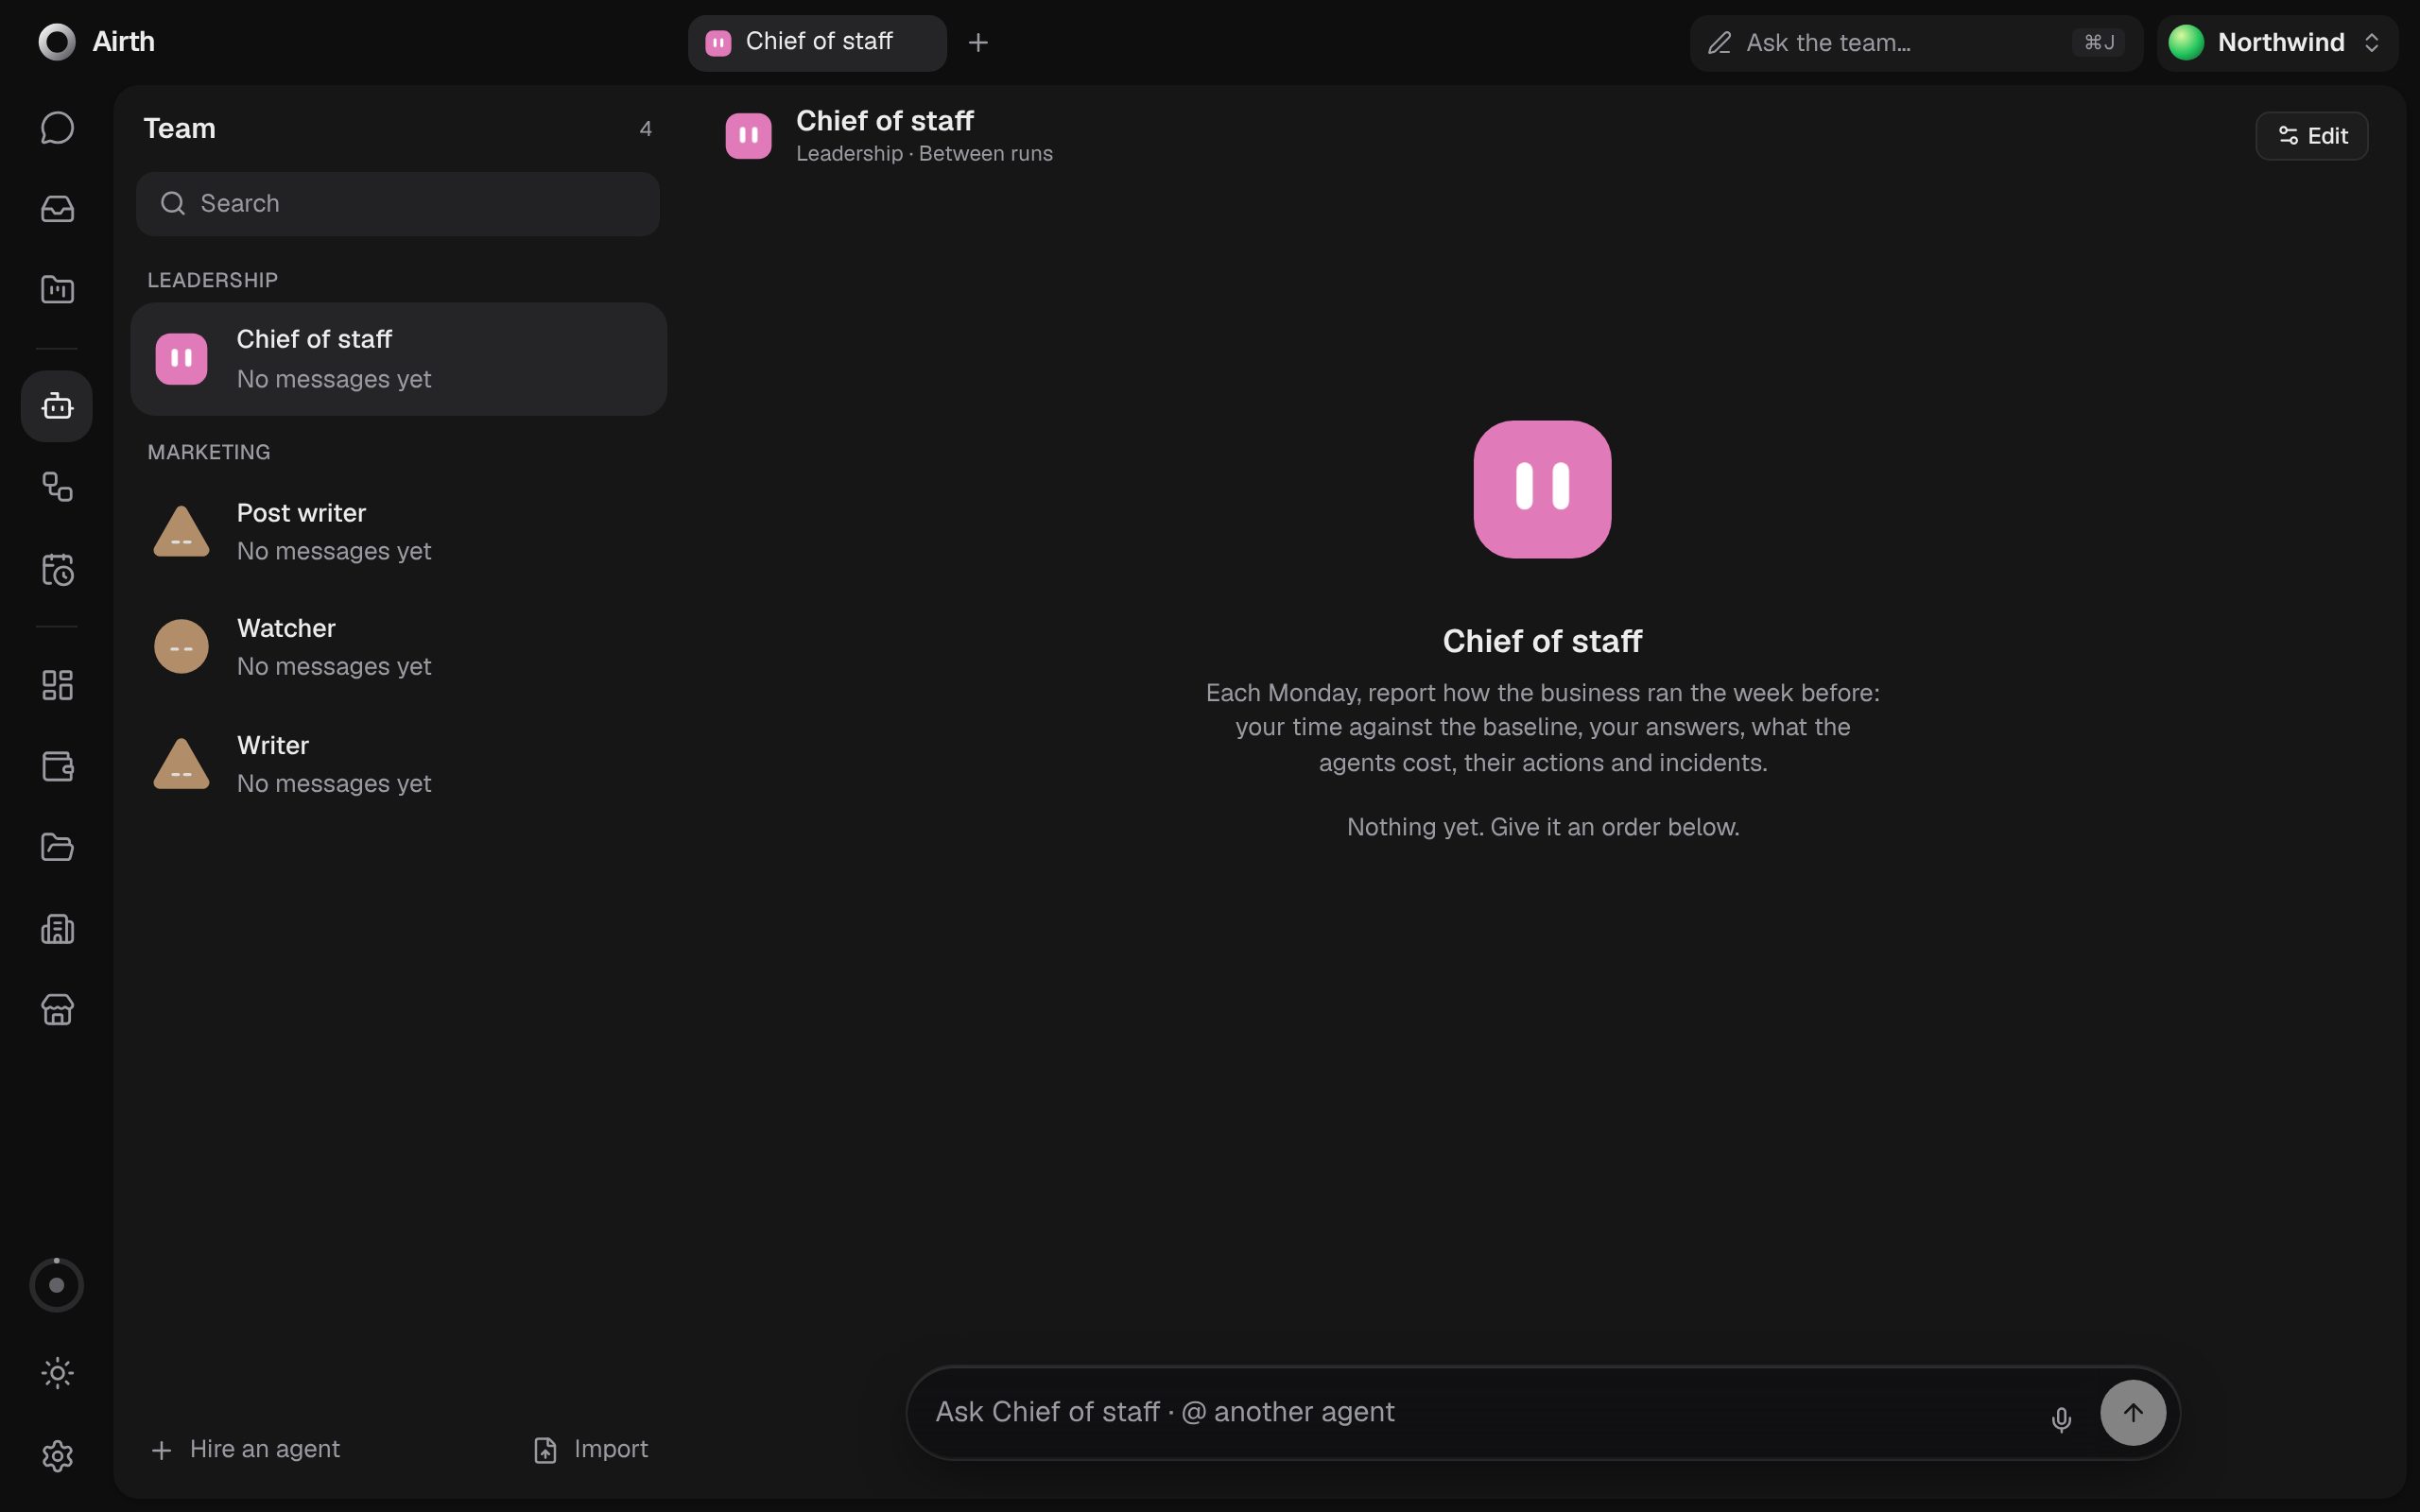 Airth
Chief of staff
Ask the team...
⌘J
Northwind
Team
4
Search
LEADERSHIP
Chief of staff
No messages yet
MARKETING
Post writer
No messages yet
Watcher
No messages yet
Writer
No messages yet
Hire an agent
Import
Chief of staff
Leadership · Between runs
Edit
Chief of staff
Each Monday, report how the business ran the week before:
your time against the baseline, your answers, what the
agents cost, their actions and incidents.
Nothing yet. Give it an order below.
Ask Chief of staff · @ another agent